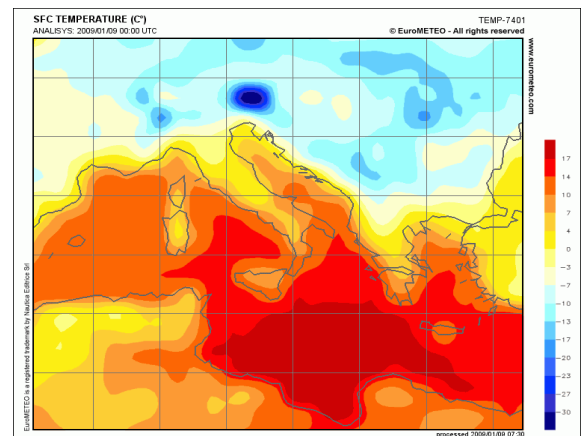 SFC TEMPERATURE (C°)
TEMP-7401
ANALISYS: 2009/01/09 00:00 UTC
© EuroMETEO - All rights reserved
www.eurometeo.com
EuroMETEO is a registered trademark by Nautica Editrice Srl
17
14
10
7
4
0
-3
-7
-10
-13
-17
-20
-23
-27
-30
processed 2009/01/09 07:30